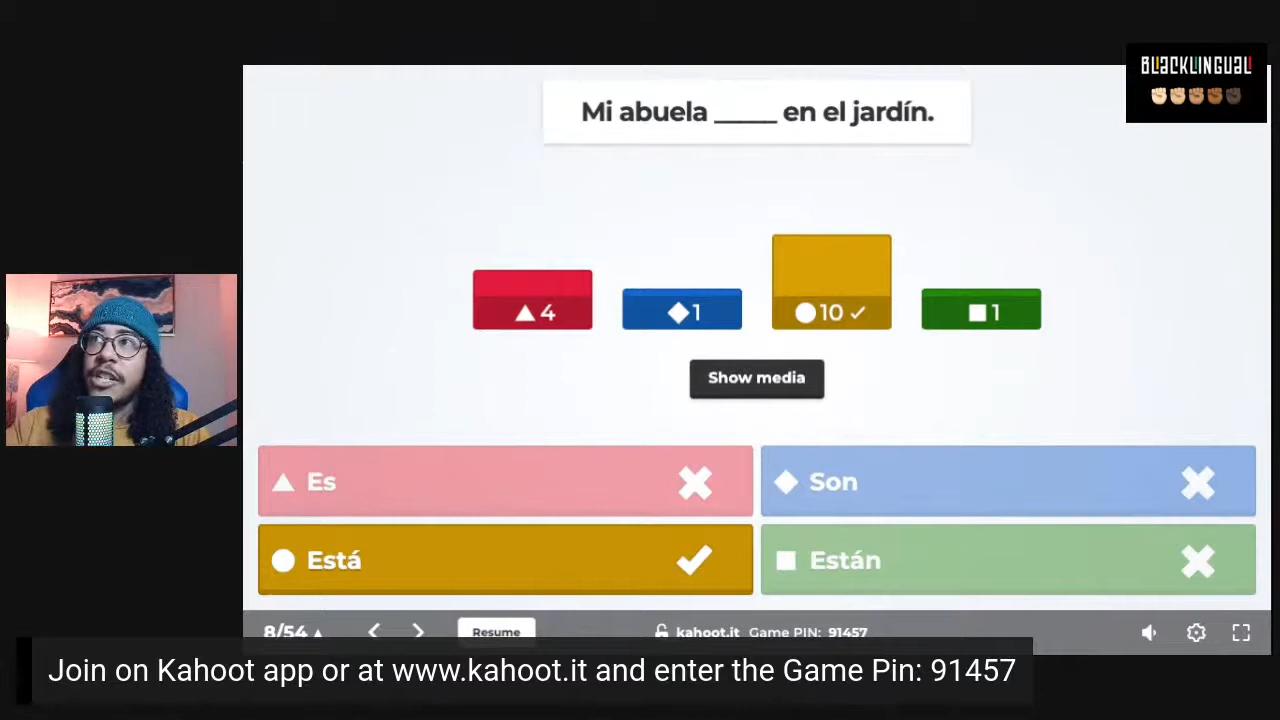 BLACKLINGUAL
Mi abuela _____ en el jardín.
4
1
10
1
Show media
Es
Son
Está
Están
8/54
Resume
kahoot.it Game PIN: 91457
Join on Kahoot app or at www.kahoot.it and enter the Game Pin: 91457